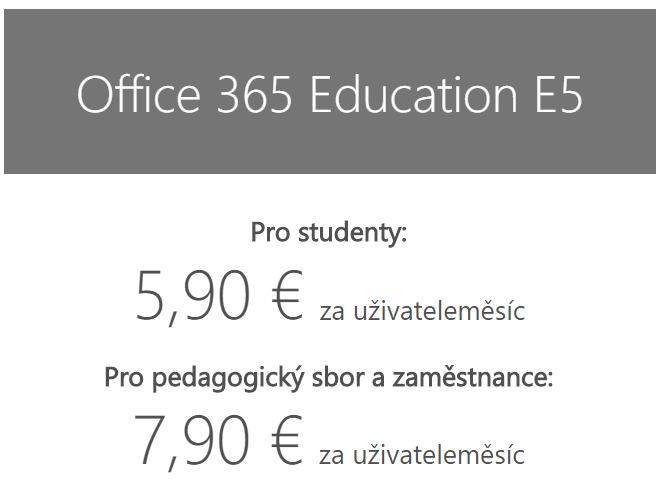 Office 365 Education E5
Pro studenty:
5,90 € za uživateleměsíc
Pro pedagogický sbor a zaměstnance:
7,90 € za uživateleměsíc